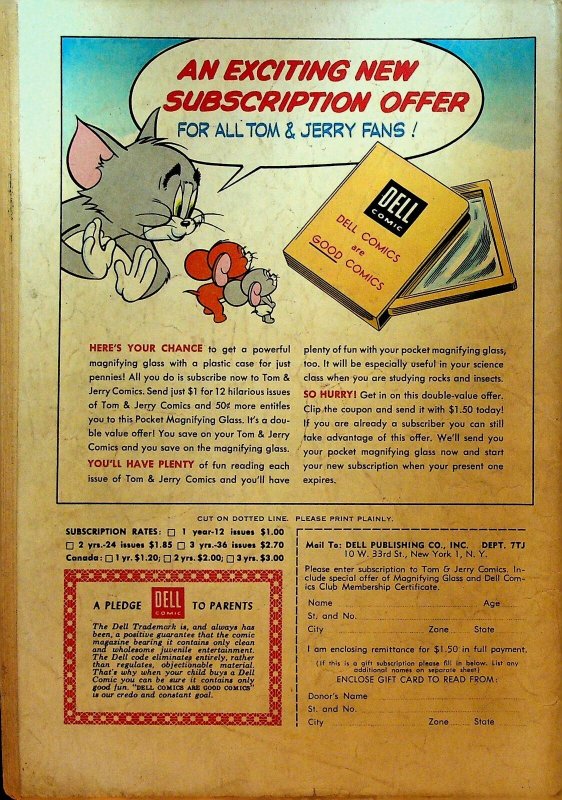 AN EXCITING NEW
SUBSCRIPTION OFFER
FOR ALL TOM & JERRY FANS!
DELL
COMIC
DELL COMICS
are
GOOD COMICS
HERE'S YOUR CHANCE to get a powerful
magnifying glass with a plastic case for just
pennies! All you do is subscribe now to Tom &
Jerry Comics. Send just $1 for 12 hilarious issues
of Tom & Jerry Comics and 50¢ more entitles
you to this Pocket Magnifying Glass. It's a dou-
ble value offer! You save on your Tom & Jerry
Comics and you save on the magnifying glass.
YOU'LL HAVE PLENTY of fun reading each
issue of Tom & Jerry Comics and you'll have
plenty of fun with your pocket magnifying glass,
too. It will be especially useful in your science
class when you are studying rocks and insects.
SO HURRY! Get in on this double-value offer.
Clip the coupon and send it with $1.50 today!
If you are already a subscriber you can still
take advantage of this offer. We'll send you
your pocket magnifying glass now and start
your new subscription when your present one
expires.
CUT ON DOTTED LINE. PLEASE PRINT PLAINLY.
SUBSCRIPTION RATES: 1 year-12 issues $1.00
2 yrs.-24 issues $1.85 3 yrs.-36 issues $2.70
Canada: 1 yr. $1.20; 2 yrs. $2.00; 3 yrs. $3.00
A PLEDGE DELL COMIC TO PARENTS
The Dell Trademark is, and always has
been, a positive guarantee that the comic
magazine bearing it contains only clean
and wholesome juvenile entertainment.
The Dell code eliminates entirely, rather
than regulates, objectionable material.
That's why when your child buys a Dell
Comic you can be sure it contains only
good fun. "DELL COMICS ARE GOOD COMICS"
is our credo and constant goal.
Mail To: DELL PUBLISHING CO., INC. DEPT. 7TJ
10 W. 33rd St., New York 1, N. Y.
Please enter subscription to Tom & Jerry Comics. In-
clude special offer of Magnifying Glass and Dell Com-
ics Club Membership Certificate.
Name Age
St. and No.
City Zone State
I am enclosing remittance for $1.50 in full payment.
(If this is a gift subscription please fill in below. List any
additional names on separate sheet)
ENCLOSE GIFT CARD TO READ FROM:
Donor's Name
St. and No.
City Zone State